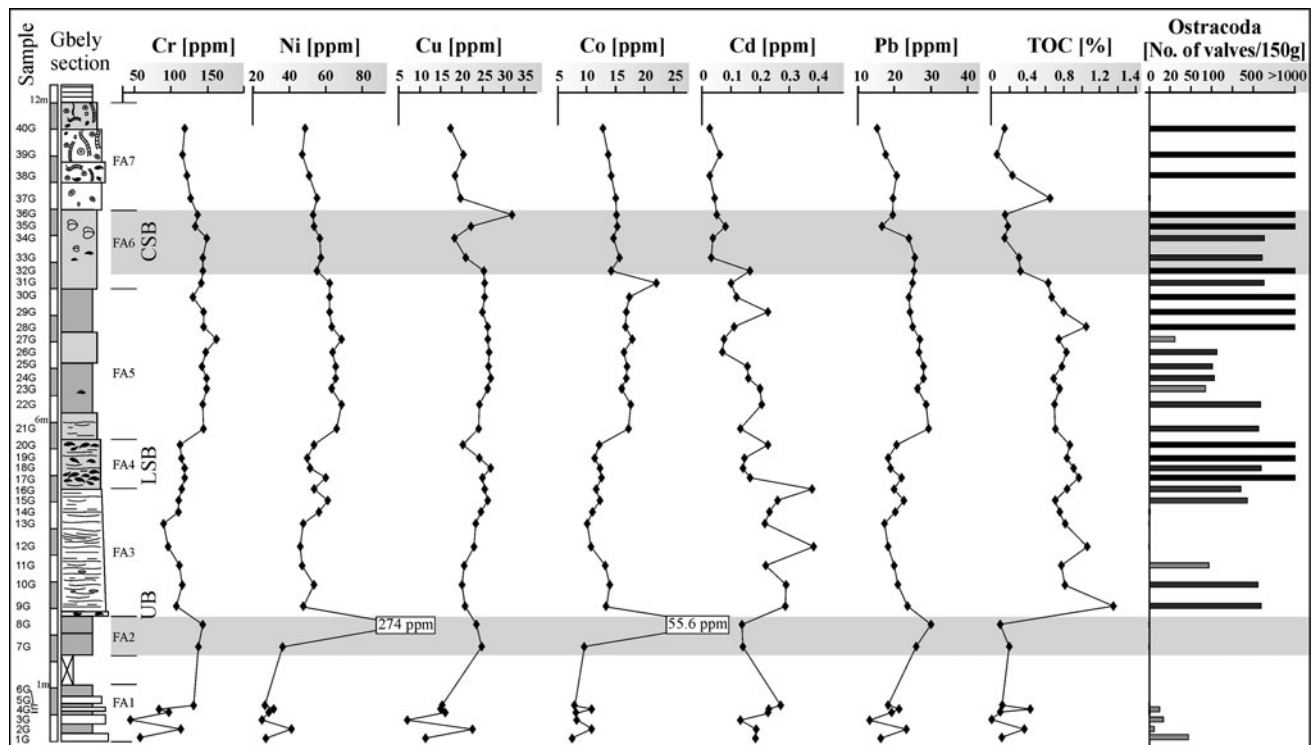 Sample
Gbely section
Cr [ppm]
50 100 150
Ni [ppm]
20 40 60 80
Cu [ppm]
5 5 10 15 20 25 30 35
Co [ppm]
5 10 15 20 25
Cd [ppm]
0 0.1 0.2 0.3 0.4
Pb [ppm]
10 20 30 40
TOC [%]
0 0.4 0.8 1.2 1.4
Ostracoda
[No. of valves/150g]
0 20 50 100 500 >1000
12m
40G
39G
38G
37G
36G
35G
34G
33G
32G
31G
30G
29G
28G
27G
26G
25G
24G
23G
22G
6m
21G
20G
19G
18G
17G
16G
15G
14G
13G
12G
11G
10G
9G
8G
7G
1m
6G
5G
4G
3G
2G
1G
FA7
FA6
CSB
FA5
FA4
LSB
FA3
UB
FA2
FA1
274 ppm
55.6 ppm